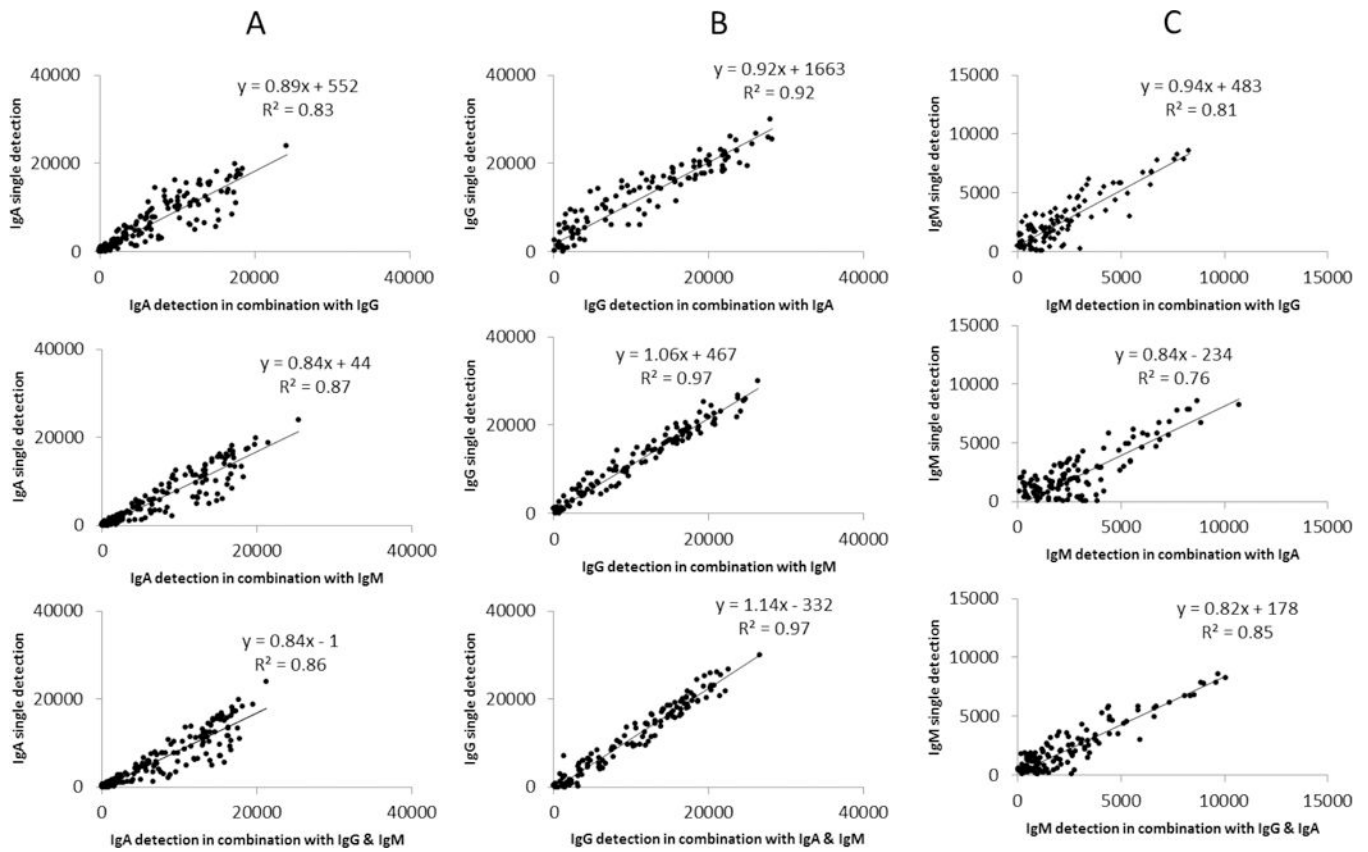 A
B
C
40000
20000
0
IgA single detection
y = 0.89x + 552
R² = 0.83
0
20000
40000
IgA detection in combination with IgG
40000
20000
0
IgG single detection
y = 0.92x + 1663
R² = 0.92
0
20000
40000
IgG detection in combination with IgA
15000
10000
5000
0
IgM single detection
y = 0.94x + 483
R² = 0.81
0
5000
10000
15000
IgM detection in combination with IgG
40000
20000
0
IgA single detection
y = 0.84x + 44
R² = 0.87
0
20000
40000
IgA detection in combination with IgM
40000
20000
0
IgG single detection
y = 1.06x + 467
R² = 0.97
0
20000
40000
IgG detection in combination with IgM
15000
10000
5000
0
IgM single detection
y = 0.84x - 234
R² = 0.76
0
5000
10000
15000
IgM detection in combination with IgA
40000
20000
0
IgA single detection
y = 0.84x - 1
R² = 0.86
0
20000
40000
IgA detection in combination with IgG & IgM
40000
20000
0
IgG single detection
y = 1.14x - 332
R² = 0.97
0
20000
40000
IgG detection in combination with IgA & IgM
15000
10000
5000
0
IgM single detection
y = 0.82x + 178
R² = 0.85
0
5000
10000
15000
IgM detection in combination with IgG & IgA